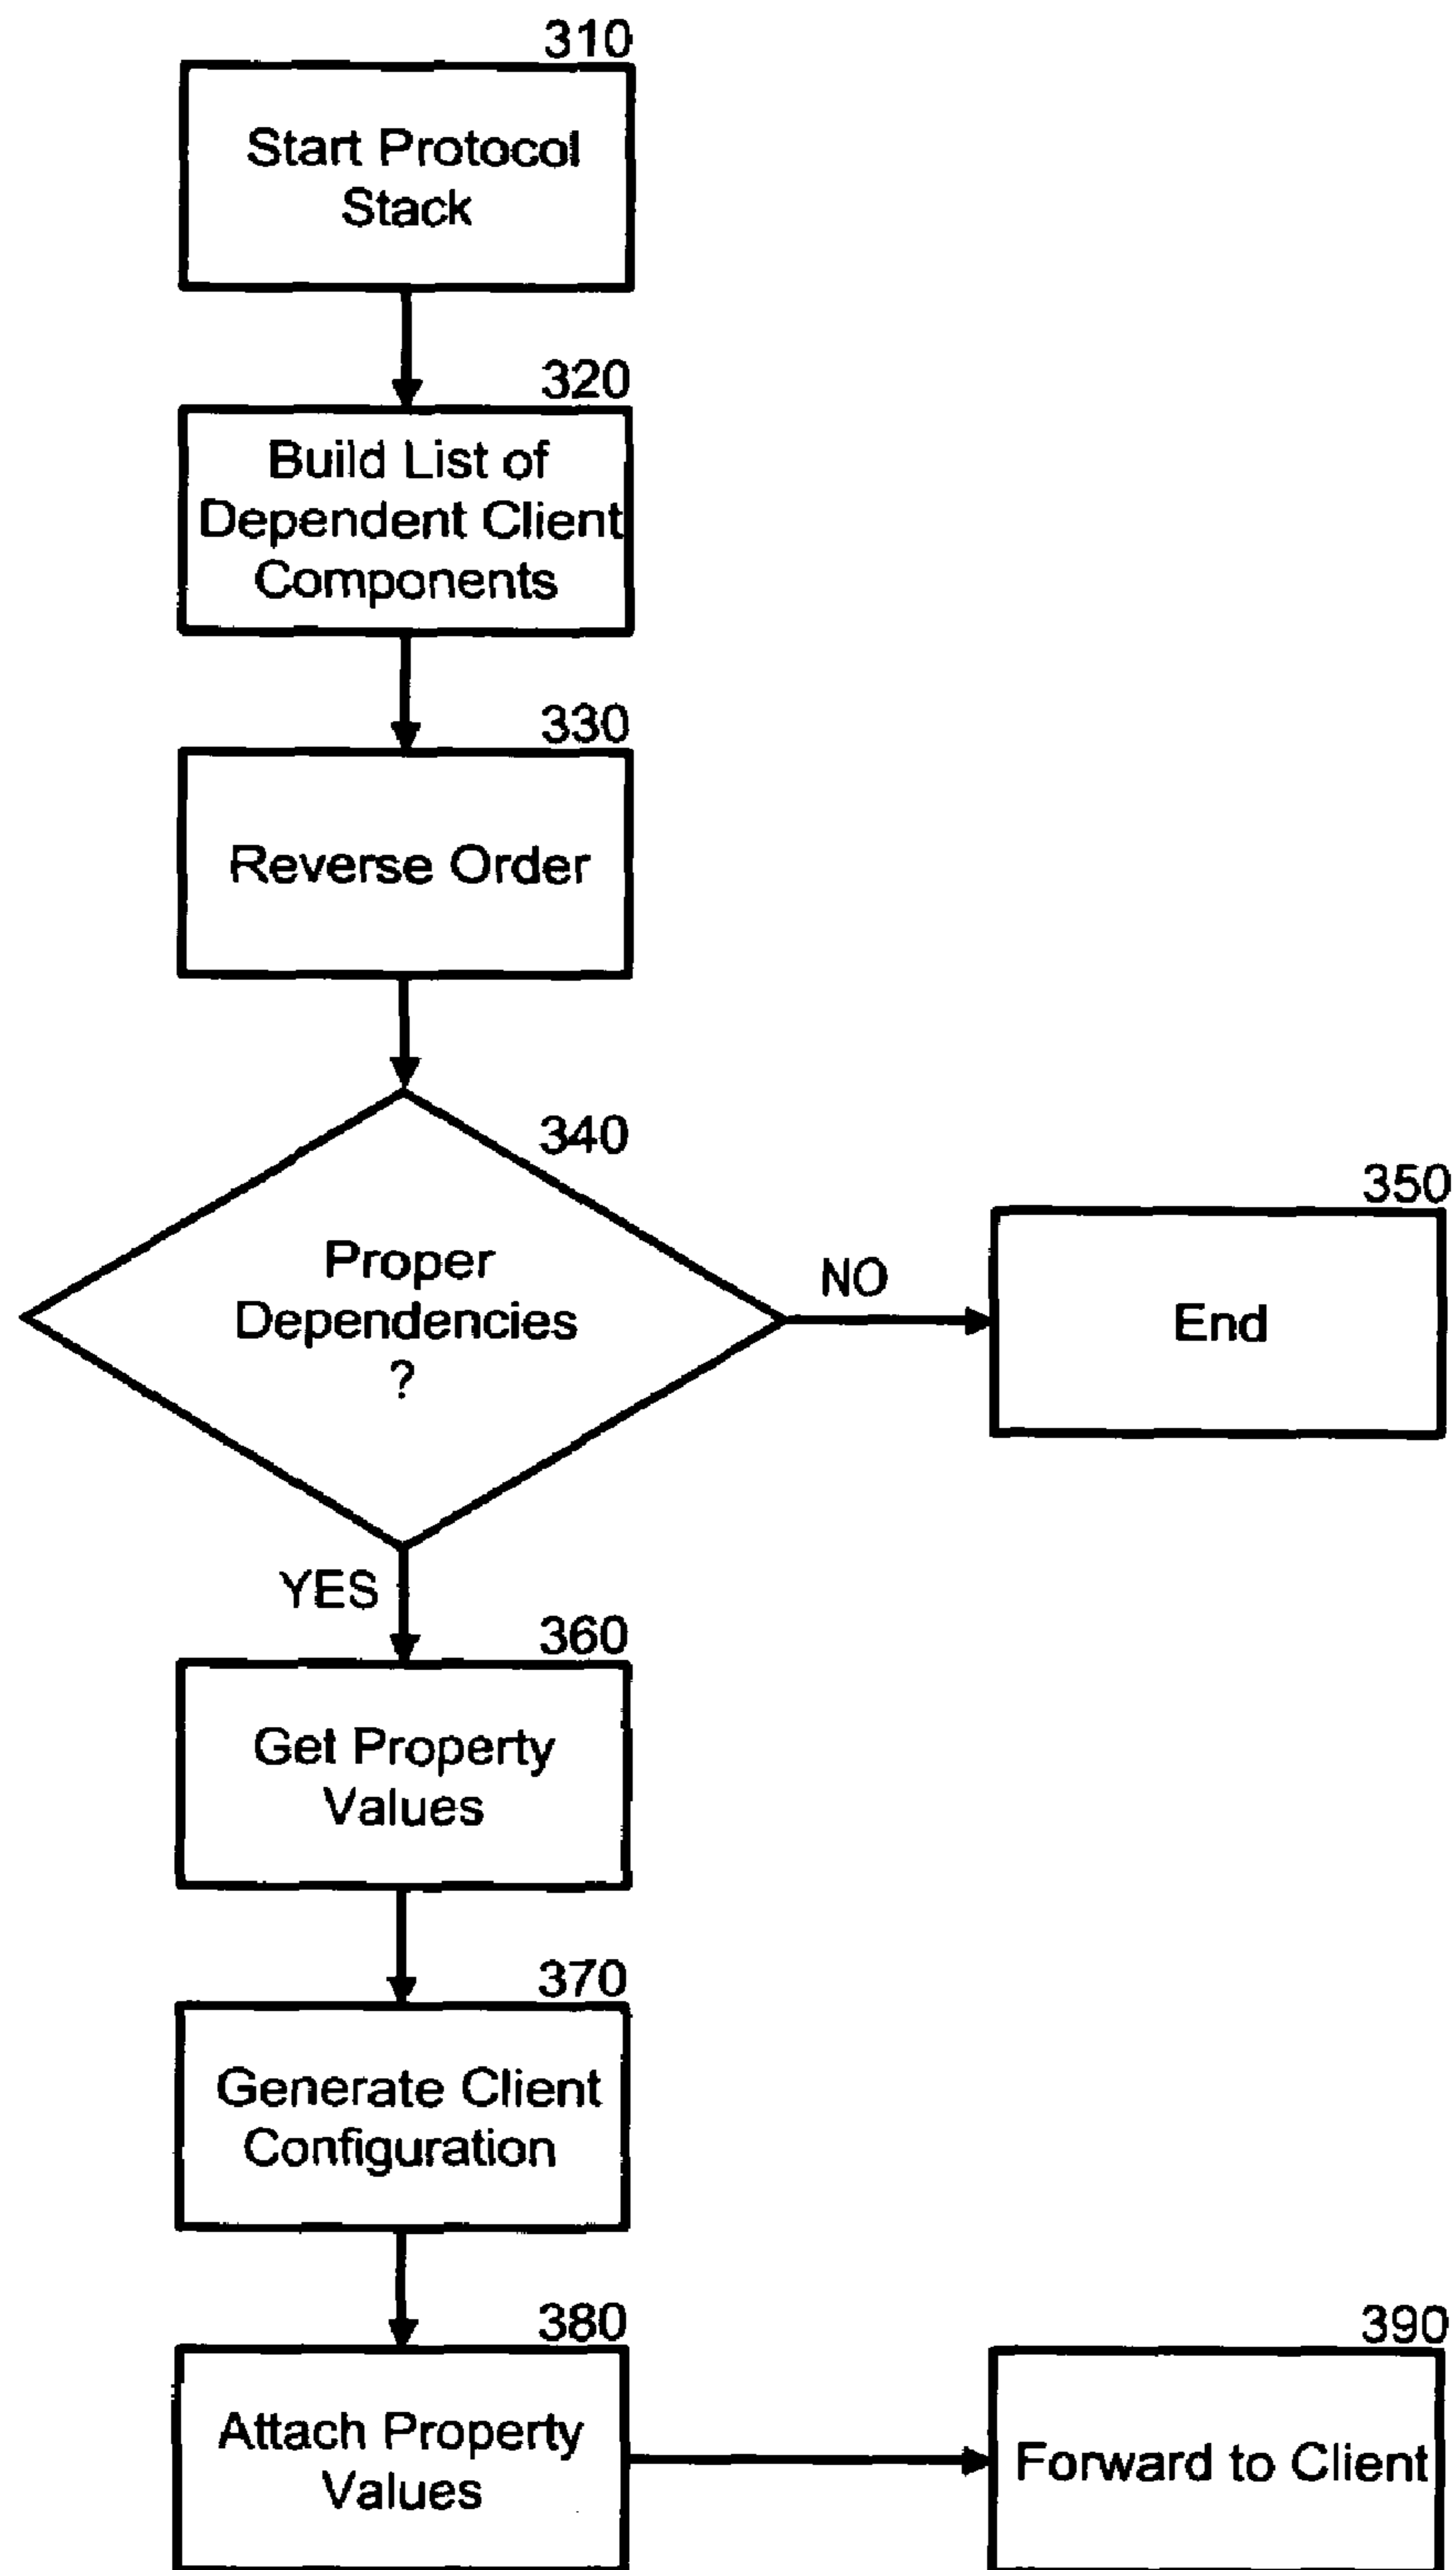 310
Start Protocol
Stack
320
Build List of
Dependent Client
Components
330
Reverse Order
340
Proper
Dependencies
?
NO
350
End
YES
360
Get Property
Values
370
Generate Client
Configuration
380
Attach Property
Values
390
Forward to Client